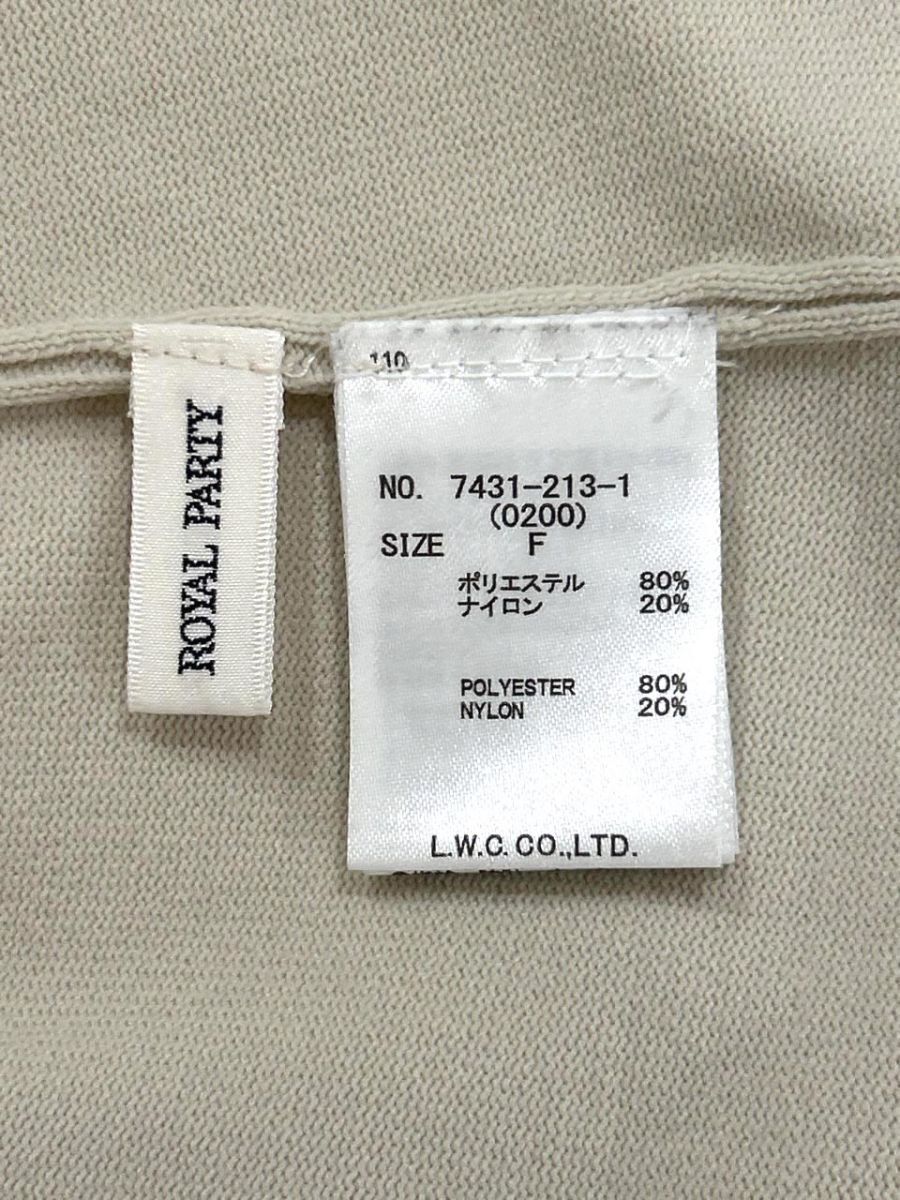 ROYAL PARTY
110
NO. 7431-213-1
(0200)
SIZE F
ポリエステル 80%
ナイロン 20%
POLYESTER 80%
NYLON 20%
L.W.C. CO.,LTD.